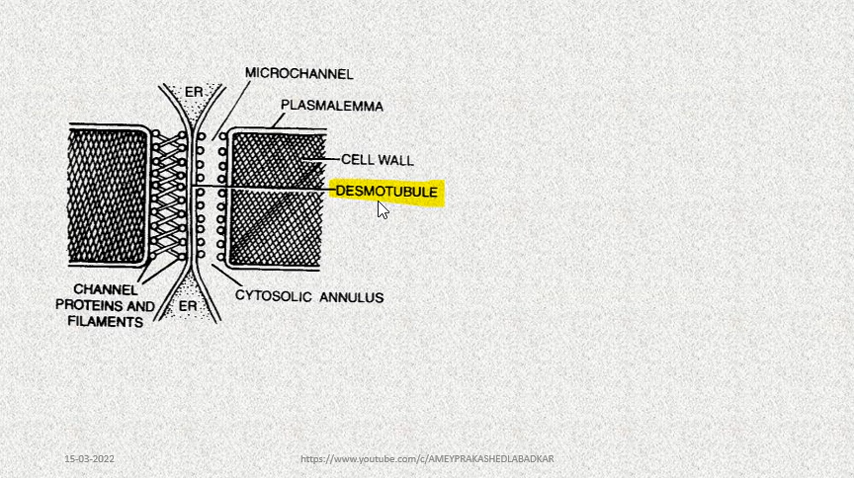 MICROCHANNEL
ER
PLASMALEMMA
CELL WALL
DESMOTUBULE
CHANNEL
PROTEINS AND
FILAMENTS
ER
CYTOSOLIC ANNULUS
15-03-2022
https://www.youtube.com/c/AMEYPRAKASHEDLABADKAR